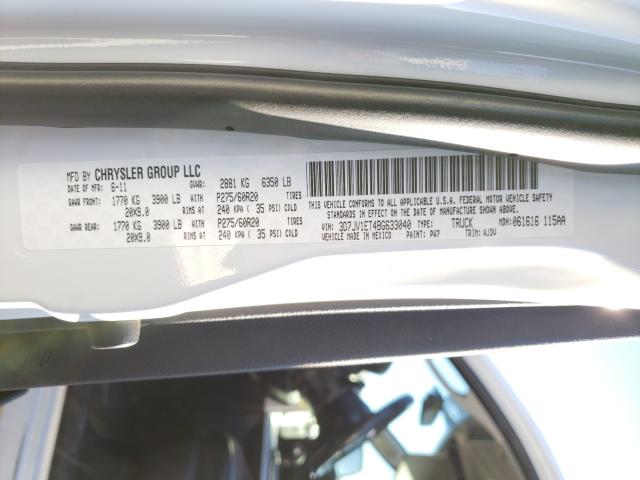 MFD BY CHRYSLER GROUP LLC
DATE OF MFR 6-11 GVWR: 2881 KG 6350 LB
GAWR FRONT: 1770 KG 3900 LB WITH P275/60R20 TIRES
20X9.0 RIMS AT 240 KPA ( 35 PSI) COLD
GAWR REAR: 1770 KG 3900 LB WITH P275/60R20 TIRES
20X9.0 RIMS AT 240 KPA ( 35 PSI) COLD
THIS VEHICLE CONFORMS TO ALL APPLICABLE U.S.A. FEDERAL MOTOR VEHICLE SAFETY
STANDARDS IN EFFECT ON THE DATE OF MANUFACTURE SHOWN ABOVE.
VIN: 3D7JV1ET4BG633040 TYPE: TRUCK MDH: 061616 115AA
VEHICLE MADE IN MEXICO PAINT: PW7 TRIM: AJDV